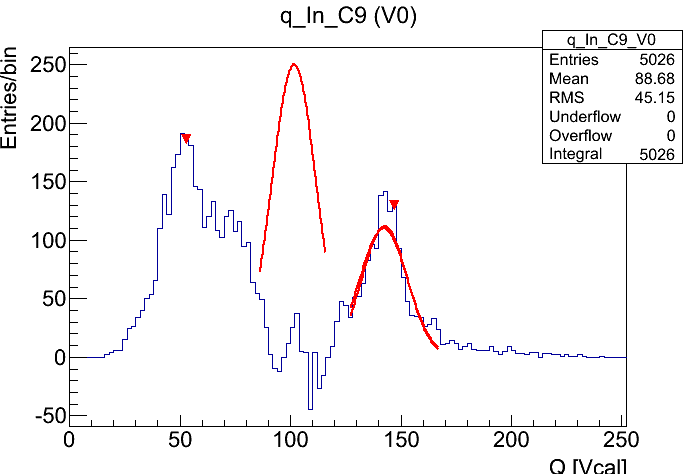 q_In_C9 (V0)
q_In_C9_V0
Entries 5026
Mean 88.68
RMS 45.15
Underflow 0
Overflow 0
Integral 5026
Entries/bin
250
200
150
100
50
0
-50
0 50 100 150 200 250
Q [Vcal]